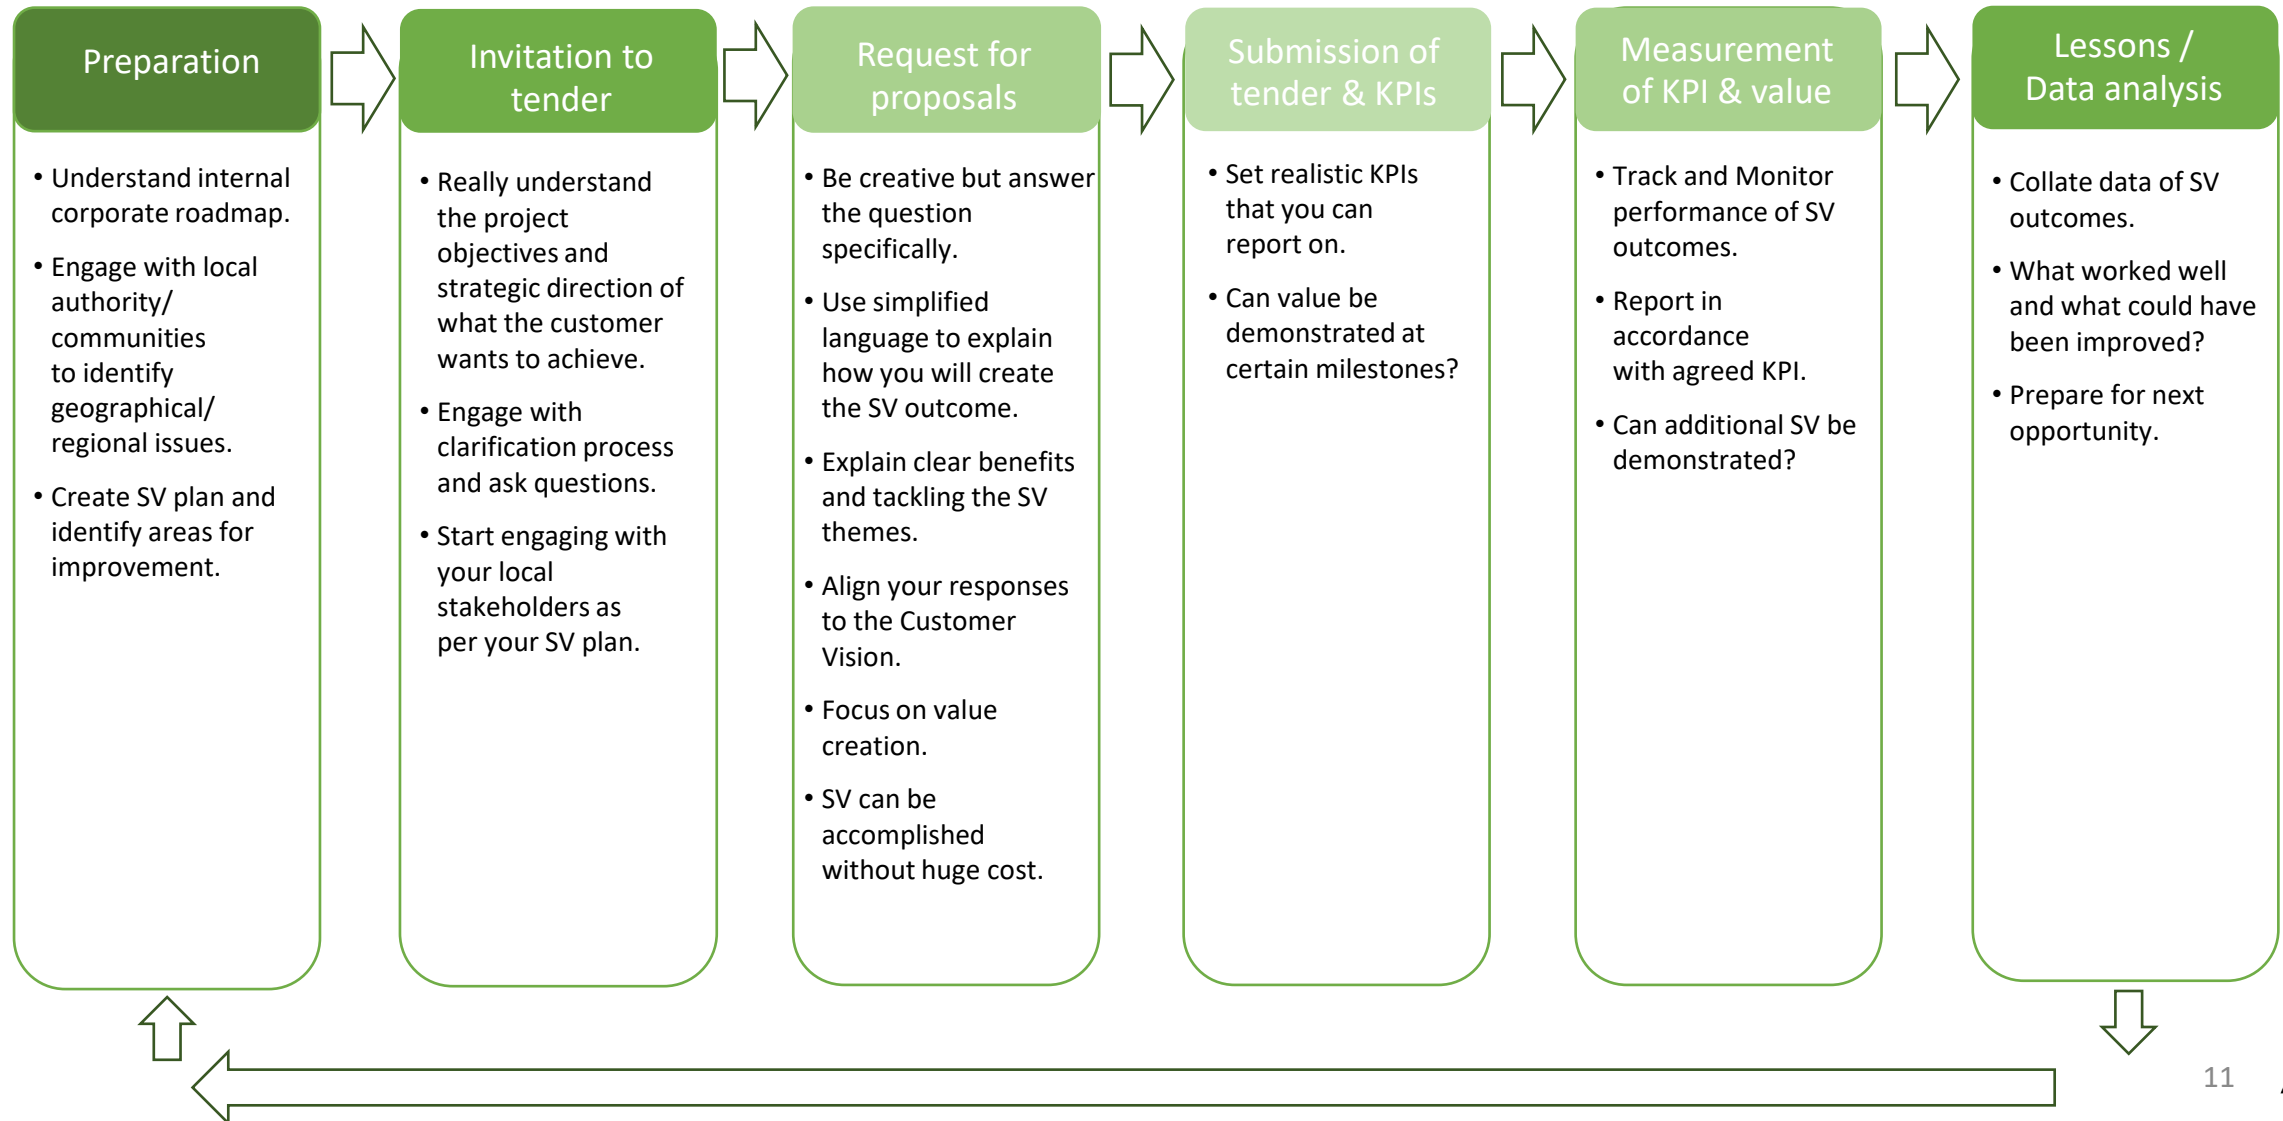 Preparation
• Understand internal
corporate roadmap.
• Engage with local
authority/
communities
to identify
geographical/
regional issues.
• Create SV plan and
identify areas for
improvement.
Invitation to
tender
• Really understand
the project
objectives and
strategic direction of
what the customer
wants to achieve.
• Engage with
clarification process
and ask questions.
• Start engaging with
your local
stakeholders as
per your SV plan.
Request for
proposals
• Be creative but answer
the question
specifically.
• Use simplified
language to explain
how you will create
the SV outcome.
• Explain clear benefits
and tackling the SV
themes.
• Align your responses
to the Customer
Vision.
• Focus on value
creation.
• SV can be
accomplished
without huge cost.
Submission of
tender & KPIs
• Set realistic KPIs
that you can
report on.
• Can value be
demonstrated at
certain milestones?
Measurement
of KPI & value
• Track and Monitor
performance of SV
outcomes.
• Report in
accordance
with agreed KPI.
• Can additional SV be
demonstrated?
Lessons /
Data analysis
• Collate data of SV
outcomes.
• What worked well
and what could have
been improved?
• Prepare for next
opportunity.
11